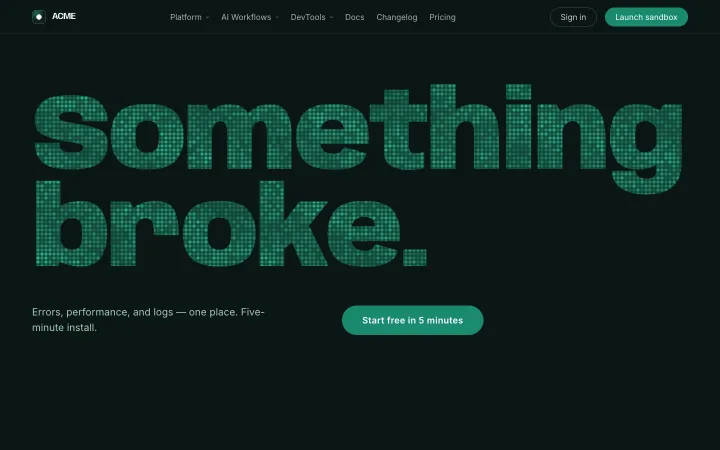 ACME
Platform
AI Workflows
DevTools
Docs
Changelog
Pricing
Sign in
Launch sandbox
Something
broke.
Errors, performance, and logs — one place. Five-
minute install.
Start free in 5 minutes